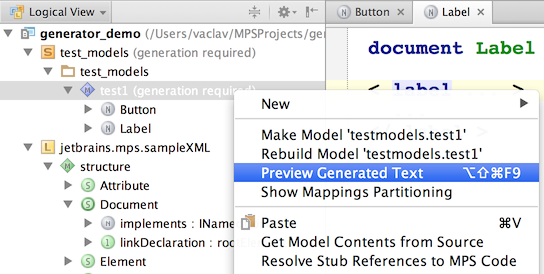 Logical View
Button
Label
generator_demo (/Users/vaclav/MPSProjects/gen
test_models (generation required)
test_models
test1 (generation required)
Button
Label
jetbrains.mps.sampleXML
structure
Attribute
Document
implements : IName
linkDeclaration :
Element
document Label
< label >
>
New
Make Model 'testmodels.test1'
Rebuild Model 'testmodels.test1'
Preview Generated Text ⌥⇧⌘F9
Show Mappings Partitioning
Paste ⌘V
Get Model Contents from Source
Resolve Stub References to MPS Code